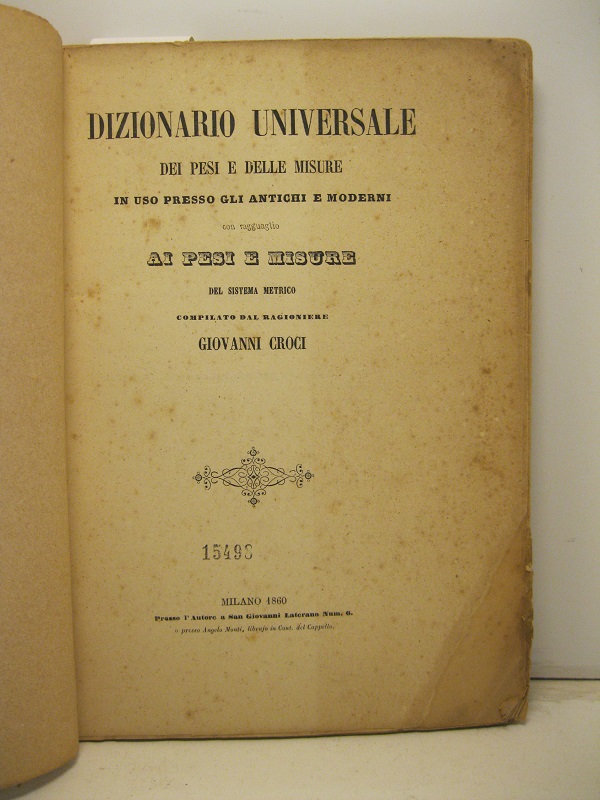 DIZIONARIO UNIVERSALE
DEI PESI E DELLE MISURE
IN USO PRESSO GLI ANTICHI E MODERNI
con ragguaglio
AI PESI E MISURE
DEL SISTEMA METRICO
COMPILATO DAL RAGIONIERE
GIOVANNI CROCI
15498
MILANO 1860
Presso l'Autore a San Giovanni Laterano Num. 6.
o presso Angelo Monti, librajo in Cont. del Cappello.